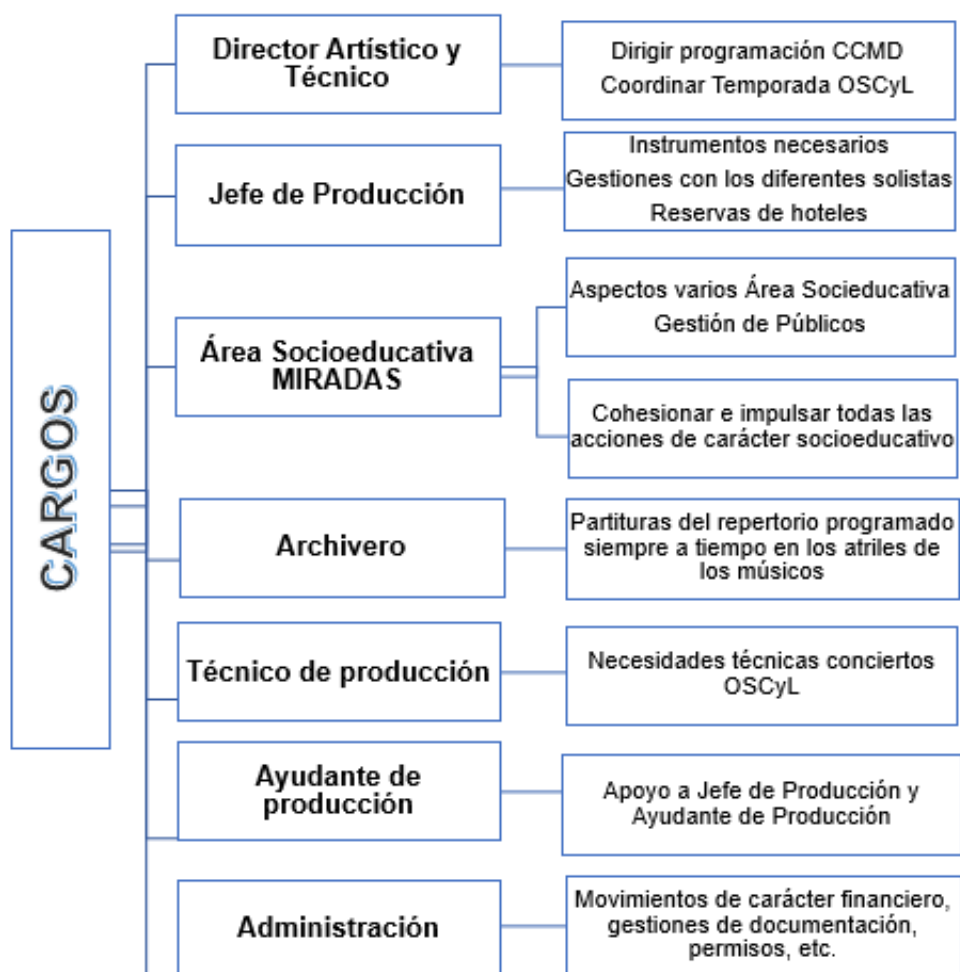 CARGOS
Director Artístico y
Técnico
Dirigir programación CCMD
Coordinar Temporada OSCyL
Jefe de Producción
Instrumentos necesarios
Gestiones con los diferentes solistas
Reservas de hoteles
Área Socioeducativa
MIRADAS
Aspectos varios Área Socieducativa
Gestión de Públicos
Cohesionar e impulsar todas las
acciones de carácter socioeducativo
Archivero
Partituras del repertorio programado
siempre a tiempo en los atriles de
los músicos
Técnico de producción
Necesidades técnicas conciertos
OSCyL
Ayudante de
producción
Apoyo a Jefe de Producción y
Ayudante de Producción
Administración
Movimientos de carácter financiero,
gestiones de documentación,
permisos, etc.